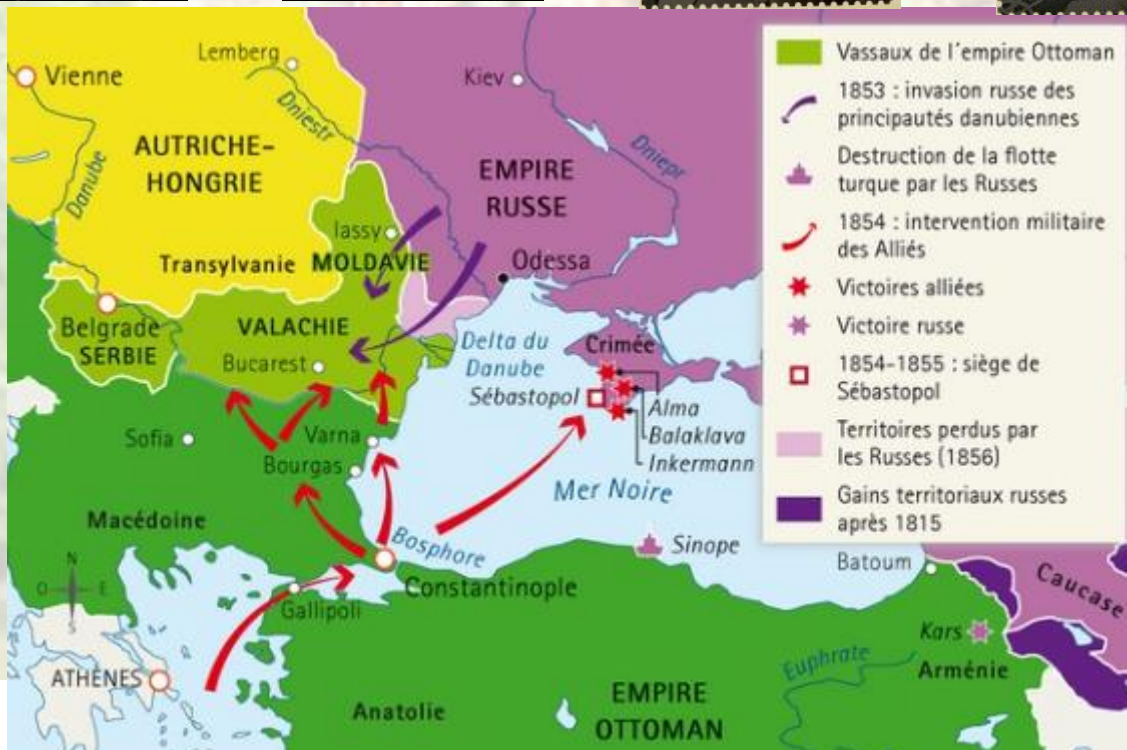 Lemberg
Vienne
Kiev
Dniestr
Dniepr
Danube
AUTRICHE-
HONGRIE
EMPIRE
RUSSE
Iassy
Transylvanie
MOLDAVIE
Odessa
Belgrade
SERBIE
VALACHIE
Bucarest
Delta du
Danube
Crimée
Sébastopol
Alma
Balaklava
Inkermann
Sofia
Varna
Bourgas
Mer Noire
Macédoine
Bosphore
Sinope
Constantinople
Gallipoli
N
O
E
S
ATHÈNES
Anatolie
EMPIRE
OTTOMAN
Batoum
Caucase
Kars
Arménie
Euphrate
Vassaux de l'empire Ottoman
1853 : invasion russe des
principautés danubiennes
Destruction de la flotte
turque par les Russes
1854 : intervention militaire
des Alliés
Victoires alliées
Victoire russe
1854-1855 : siège de
Sébastopol
Territoires perdus par
les Russes (1856)
Gains territoriaux russes
après 1815